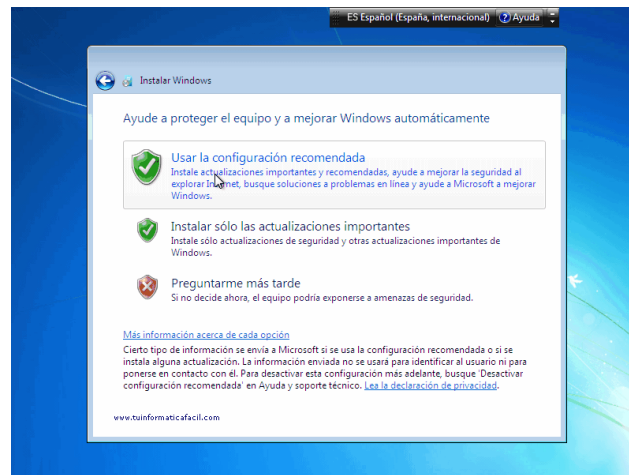 ES Español (España, internacional) Ayuda
Instalar Windows
Ayude a proteger el equipo y a mejorar Windows automáticamente
Usar la configuración recomendada
Instale actualizaciones importantes y recomendadas, ayude a mejorar la seguridad al
explorar Internet, busque soluciones a problemas en línea y ayude a Microsoft a mejorar
Windows.
Instalar sólo las actualizaciones importantes
Instale sólo actualizaciones de seguridad y otras actualizaciones importantes de
Windows.
Preguntarme más tarde
Si no decide ahora, el equipo podría exponerse a amenazas de seguridad.
Más información acerca de cada opción
Cierto tipo de información se envía a Microsoft si se usa la configuración recomendada o si se
instala alguna actualización. La información enviada no se usará para identificar al usuario ni para
ponerse en contacto con él. Para desactivar esta configuración más adelante, busque 'Desactivar
configuración recomendada' en Ayuda y soporte técnico. Lea la declaración de privacidad.
www.tuinformaticafacil.com